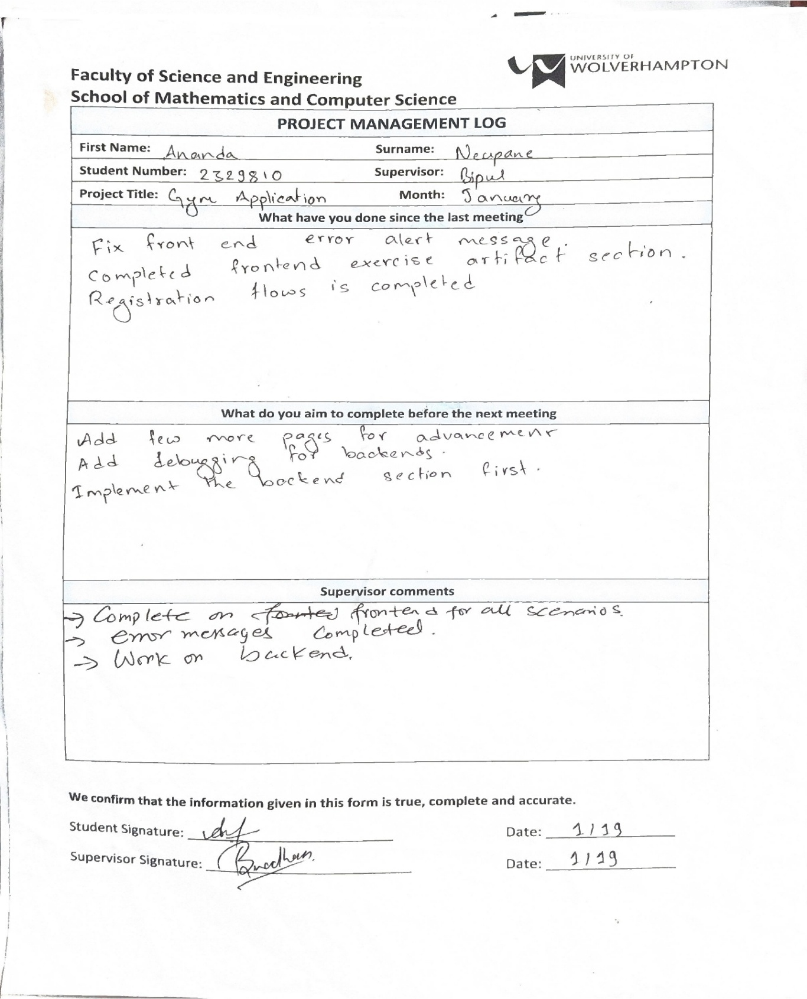 UNIVERSITY OF
WOLVERHAMPTON
Faculty of Science and Engineering
School of Mathematics and Computer Science
PROJECT MANAGEMENT LOG
First Name: Ananda Surname: Neupane
Student Number: 2329810 Supervisor: Bipul
Project Title: Gym Application Month: January
What have you done since the last meeting
Fix front end error alert message.
Completed frontend exercise artifact section.
Registration flows is completed
What do you aim to complete before the next meeting
Add few more pages for advancement
Add debugging for backends.
Implement the backend section first.
Supervisor comments
→ Complete on frontend for all scenarios.
→ error messages Completed.
→ Work on backend.
We confirm that the information given in this form is true, complete and accurate.
Student Signature: Date: 1/19
Supervisor Signature: Date: 1/19